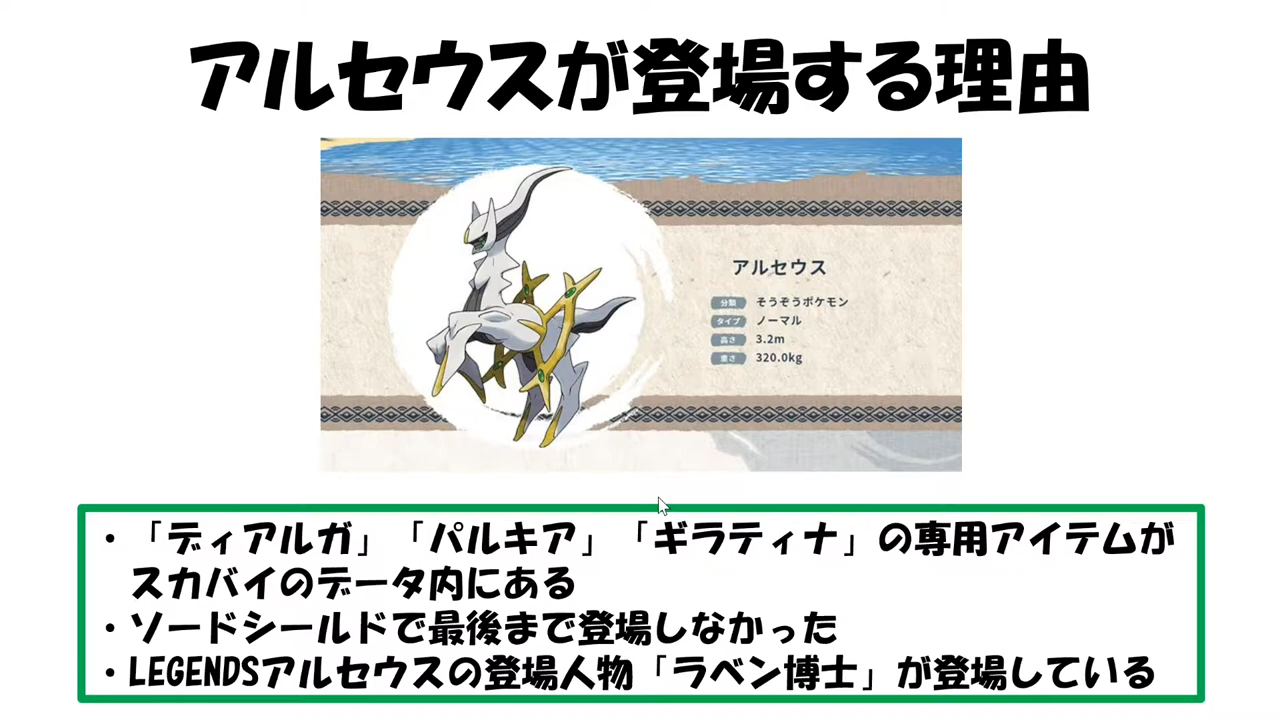 アルセウスが登場する理由
アルセウス
分類 そうぞうポケモン
タイプ ノーマル
高さ 3.2m
重さ 320.0kg
・「ディアルガ」「パルキア」「ギラティナ」の専用アイテムが
スカバイのデータ内にある
・ソードシールドで最後まで登場しなかった
・LEGENDSアルセウスの登場人物「ラベン博士」が登場している